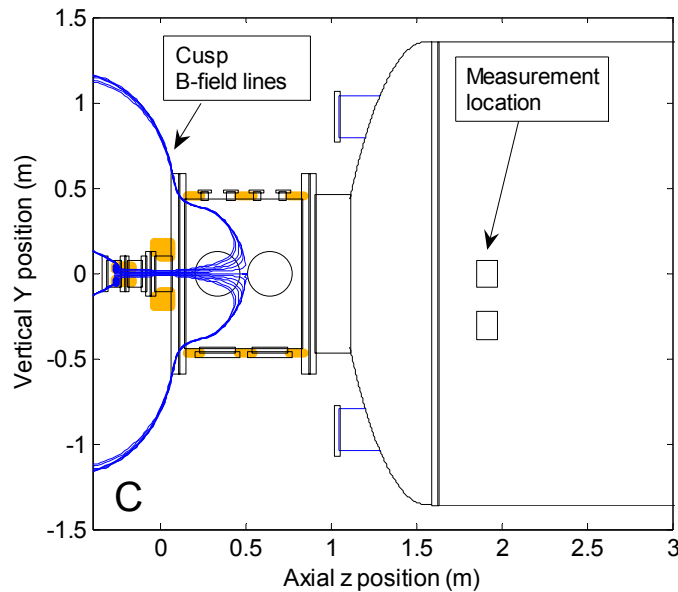 Cusp
B-field lines
Measurement
location
1.5
1
0.5
0
-0.5
-1
-1.5
Vertical Y position (m)
C
0 0.5 1 1.5 2 2.5 3
Axial z position (m)